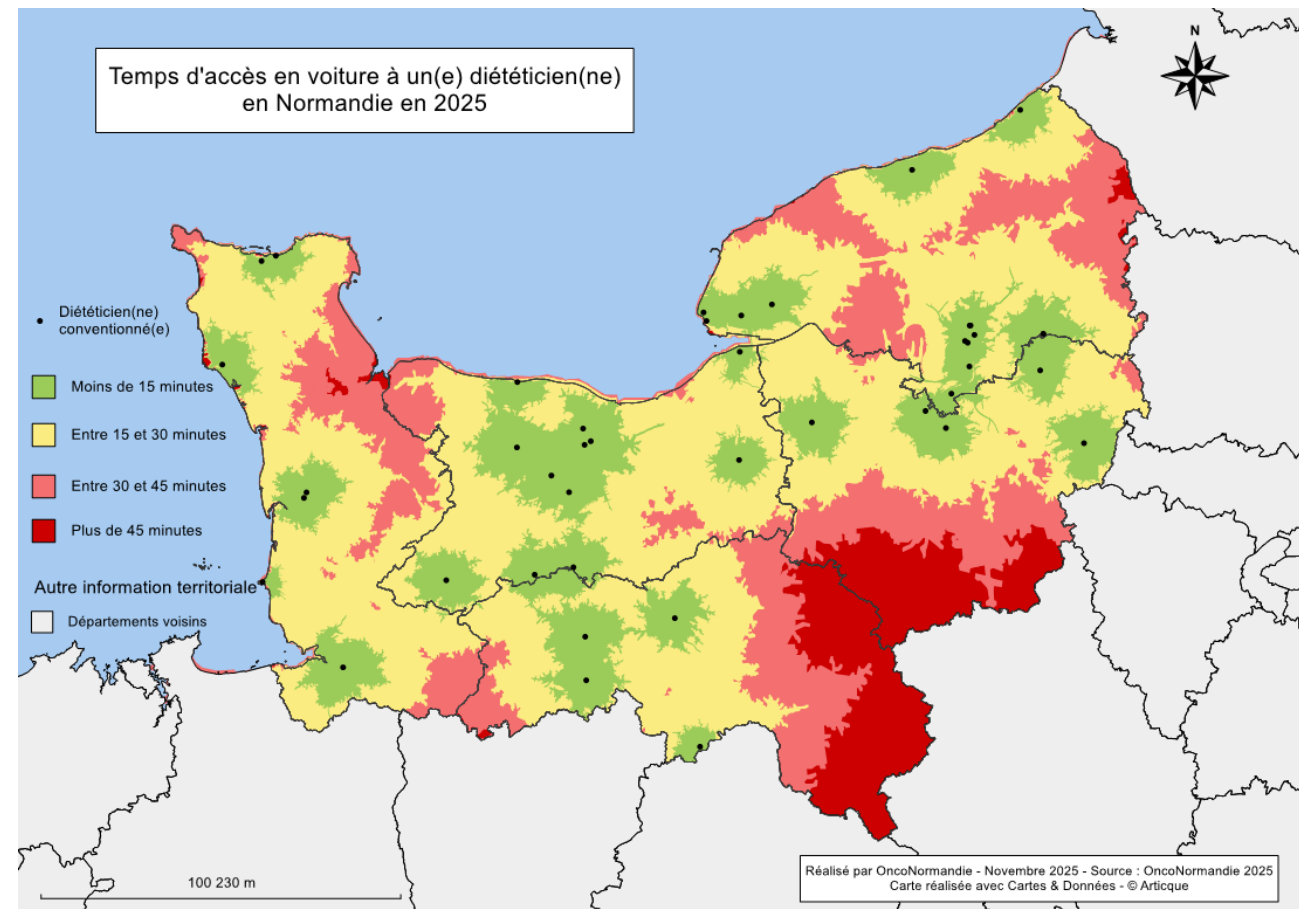 Temps d'accès en voiture à un(e) diététicien(ne)
en Normandie en 2025
N
Diététicien(ne)
conventionné(e)
Moins de 15 minutes
Entre 15 et 30 minutes
Entre 30 et 45 minutes
Plus de 45 minutes
Autre information territoriale
Départements voisins
100 230 m
Réalisé par OncoNormandie - Novembre 2025 - Source : OncoNormandie 2025
Carte réalisée avec Cartes & Données - © Articque